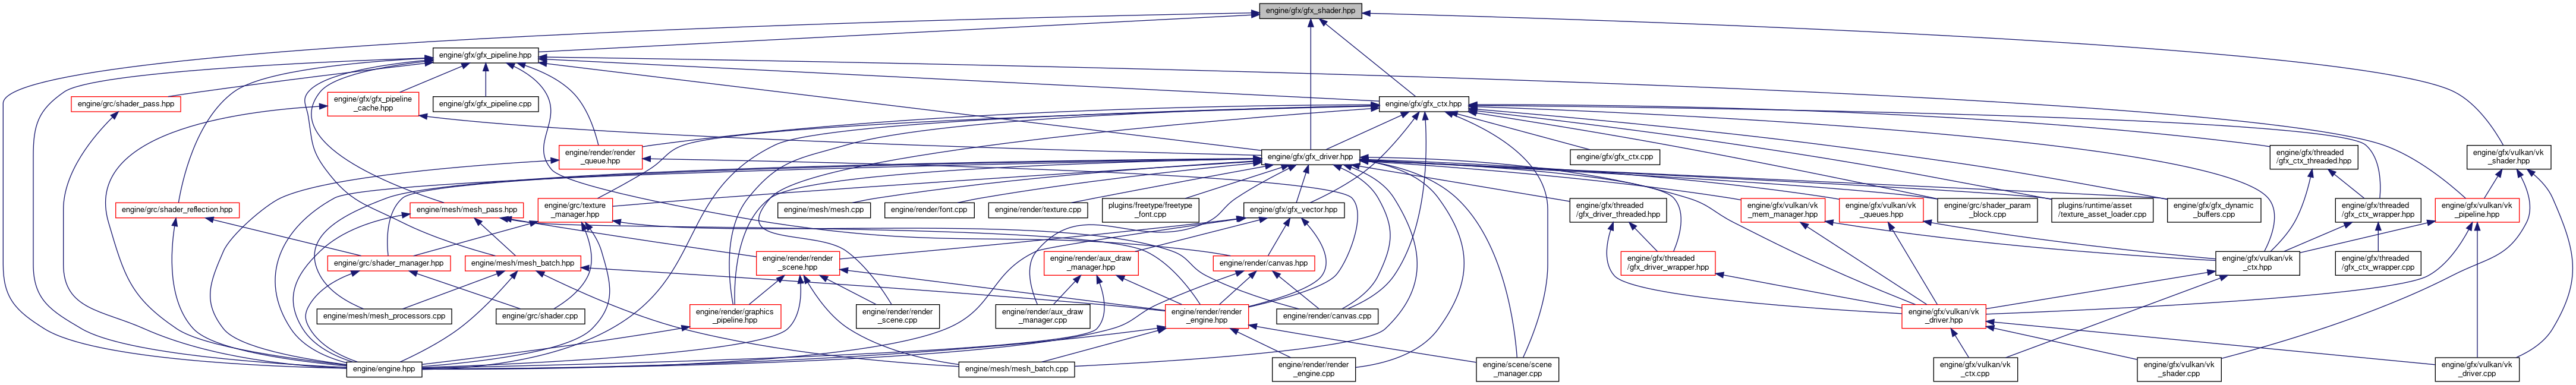 engine/gfx/gfx_shader.hpp
engine/gfx/gfx_pipeline.hpp
engine/grc/shader_pass.hpp
engine/gfx/gfx_pipeline
_cache.hpp
engine/gfx/gfx_pipeline.cpp
engine/gfx/gfx_ctx.hpp
engine/render/render
_queue.hpp
engine/gfx/gfx_driver.hpp
engine/gfx/gfx_ctx.cpp
engine/gfx/threaded
/gfx_ctx_threaded.hpp
engine/gfx/vulkan/vk
_shader.hpp
engine/grc/shader_reflection.hpp
engine/mesh/mesh_pass.hpp
engine/grc/texture
_manager.hpp
engine/mesh/mesh.cpp
engine/render/font.cpp
engine/render/texture.cpp
plugins/freetype/freetype
_font.cpp
engine/gfx/gfx_vector.hpp
engine/gfx/threaded
/gfx_driver_threaded.hpp
engine/gfx/vulkan/vk
_mem_manager.hpp
engine/gfx/vulkan/vk
_queues.hpp
engine/grc/shader_param
_block.cpp
plugins/runtime/asset
/texture_asset_loader.cpp
engine/gfx/gfx_dynamic
_buffers.cpp
engine/gfx/threaded
/gfx_ctx_wrapper.hpp
engine/gfx/vulkan/vk
_pipeline.hpp
engine/grc/shader_manager.hpp
engine/mesh/mesh_batch.hpp
engine/render/render
_scene.hpp
engine/render/aux_draw
_manager.hpp
engine/render/canvas.hpp
engine/gfx/threaded
/gfx_driver_wrapper.hpp
engine/gfx/vulkan/vk
_ctx.hpp
engine/gfx/threaded
/gfx_ctx_wrapper.cpp
engine/mesh/mesh_processors.cpp
engine/grc/shader.cpp
engine/render/graphics
_pipeline.hpp
engine/render/render
_scene.cpp
engine/render/aux_draw
_manager.cpp
engine/render/render
_engine.hpp
engine/render/canvas.cpp
engine/gfx/vulkan/vk
_driver.hpp
engine/engine.hpp
engine/mesh/mesh_batch.cpp
engine/render/render
_engine.cpp
engine/scene/scene
_manager.cpp
engine/gfx/vulkan/vk
_ctx.cpp
engine/gfx/vulkan/vk
_shader.cpp
engine/gfx/vulkan/vk
_driver.cpp